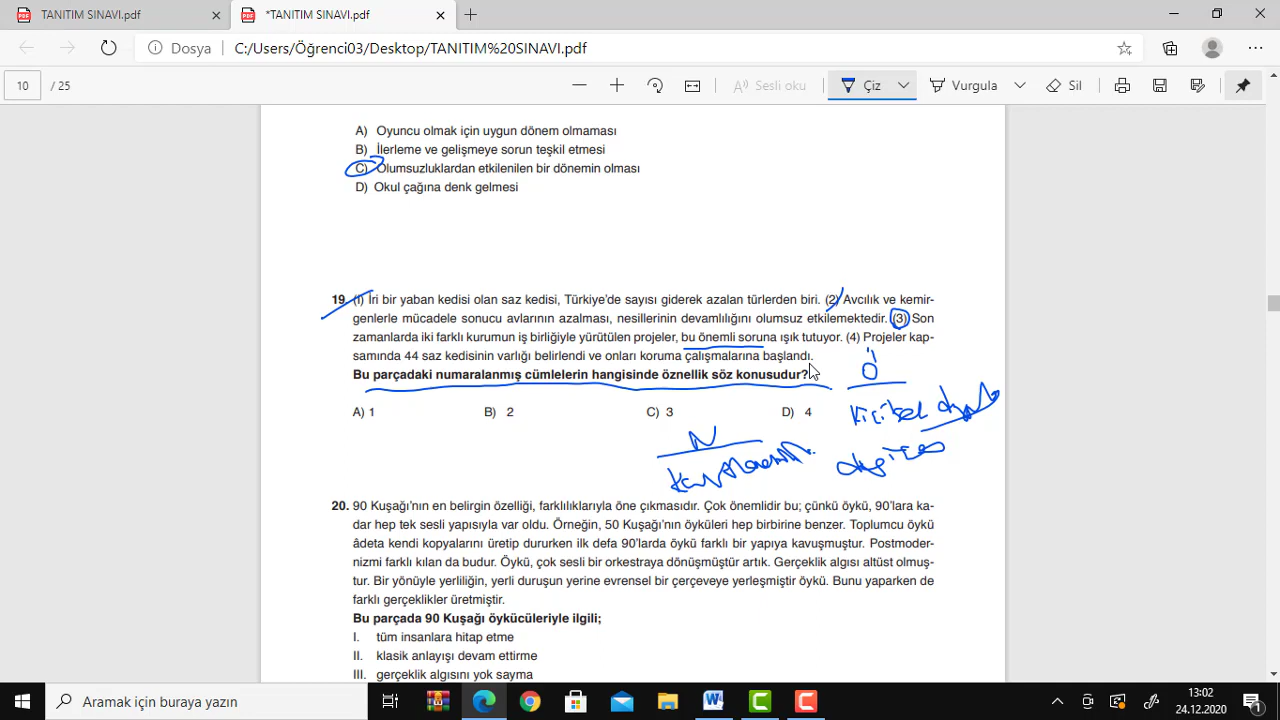 TANITIM SINAVI.pdf
*TANITIM SINAVI.pdf
Dosya
C:/Users/Öğrenci03/Desktop/TANITIM%20SINAVI.pdf
10 / 25
Sesli oku
Çiz
Vurgula
Sil
A) Oyuncu olmak için uygun dönem olmaması
B) İlerleme ve gelişmeye sorun teşkil etmesi
C) Olumsuzluklardan etkilenilen bir dönemin olması
D) Okul çağına denk gelmesi
19. (1) İri bir yaban kedisi olan saz kedisi, Türkiye'de sayısı giderek azalan türlerden biri. (2) Avcılık ve kemir-
genlerle mücadele sonucu avlarının azalması, nesillerinin devamlılığını olumsuz etkilemektedir. (3) Son
zamanlarda iki farklı kurumun iş birliğiyle yürütülen projeler, bu önemli soruna ışık tutuyor. (4) Projeler kap-
samında 44 saz kedisinin varlığı belirlendi ve onları koruma çalışmalarına başlandı.
Bu parçadaki numaralanmış cümlelerin hangisinde öznellik söz konusudur?
Ö
A) 1 B) 2 C) 3 D) 4
Kişisel
N
20. 90 Kuşağı'nın en belirgin özelliği, farklılıklarıyla öne çıkmasıdır. Çok önemlidir bu; çünkü öykü, 90'lara ka-
dar hep tek sesli yapısıyla var oldu. Örneğin, 50 Kuşağı'nın öyküleri hep birbirine benzer. Toplumcu öykü
âdeta kendi kopyalarını üretip dururken ilk defa 90'larda öykü farklı bir yapıya kavuşmuştur. Postmoder-
nizmi farklı kılan da budur. Öykü, çok sesli bir orkestraya dönüşmüştür artık. Gerçeklik algısı altüst olmuş-
tur. Bir yönüyle yerliliğin, yerli duruşun yerine evrensel bir çerçeveye yerleşmiştir öykü. Bunu yaparken de
farklı gerçeklikler üretmiştir.
Bu parçada 90 Kuşağı öykücüleriyle ilgili;
I. tüm insanlara hitap etme
II. klasik anlayışı devam ettirme
III. gerçeklik algısını yok sayma
Aramak için buraya yazın
13:02
24.12.2020
1